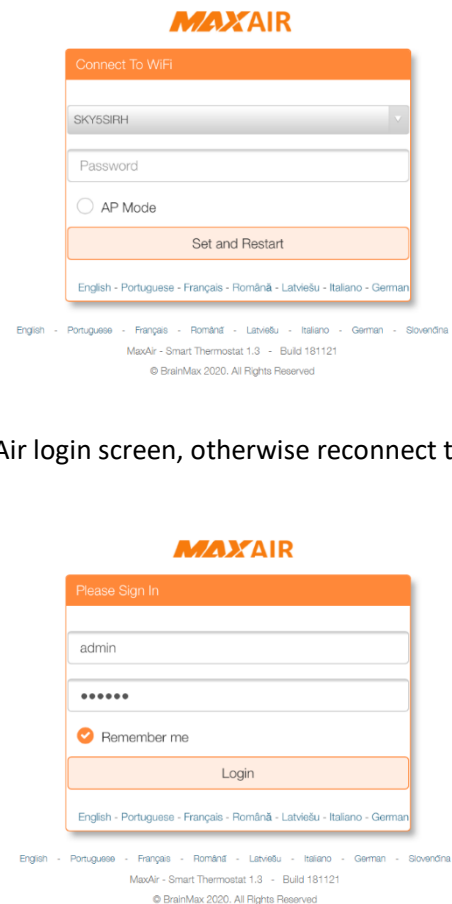 MAXAIR
Connect To WiFi
SKY5SIRH
Password
AP Mode
Set and Restart
English - Portuguese - Français - Română - Latviešu - Italiano - German
English - Portuguese - Français - Română - Latviešu - Italiano - German - Slovenčina
MaxAir - Smart Thermostat 1.3 - Build 181121
© BrainMax 2020. All Rights Reserved
Air login screen, otherwise reconnect t
MAXAIR
Please Sign In
admin
••••••
Remember me
Login
English - Portuguese - Français - Română - Latviešu - Italiano - German
English - Portuguese - Français - Română - Latviešu - Italiano - German - Slovenčina
MaxAir - Smart Thermostat 1.3 - Build 181121
© BrainMax 2020. All Rights Reserved